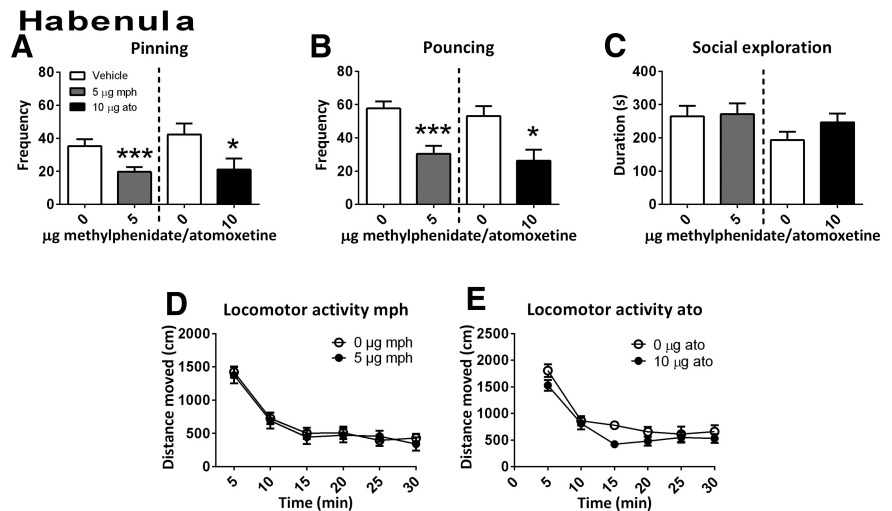 Habenula
A Pinning
Frequency
80
60
40
20
0
Vehicle
5 µg mph
10 µg ato
***
*
0 5 0 10
µg methylphenidate/atomoxetine
B Pouncing
Frequency
80
60
40
20
0
***
*
0 5 0 10
µg methylphenidate/atomoxetine
C Social exploration
Duration (s)
400
300
200
100
0
0 5 0 10
µg methylphenidate/atomoxetine
D Locomotor activity mph
Distance moved (cm)
2000
1500
1000
500
0
0 µg mph
5 µg mph
5 10 15 20 25 30
Time (min)
E Locomotor activity ato
Distance moved (cm)
2500
2000
1500
1000
500
0
0 µg ato
10 µg ato
0 5 10 15 20 25 30
Time (min)